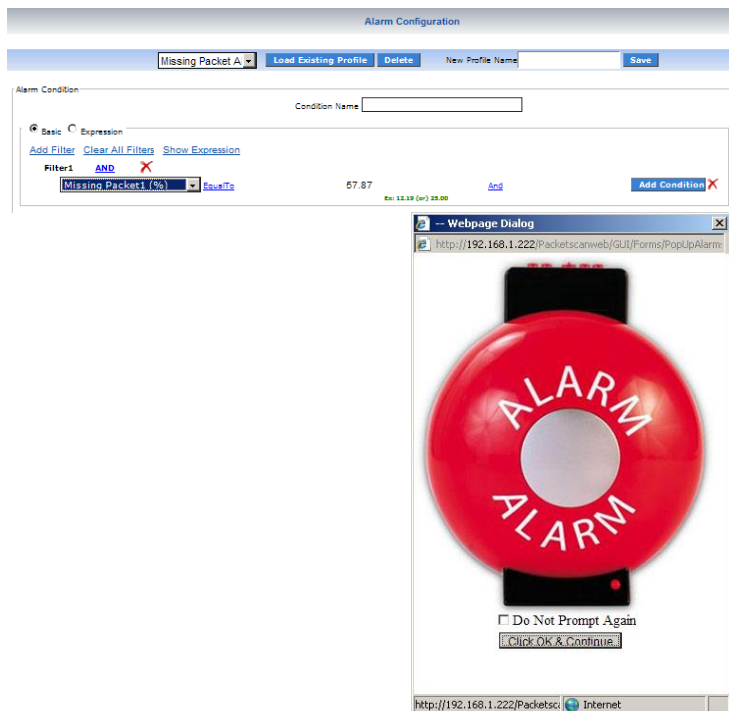 Alarm Configuration
Missing Packet A Load Existing Profile Delete New Profile Name Save
Alarm Condition
Condition Name
Basic Expression
Add Filter Clear All Filters Show Expression
Filter1 AND
Missing Packet1 (%) EqualTo 57.87 And Add Condition
Ex: 12.19 (or) 25.00
-- Webpage Dialog
http://192.168.1.222/Packetscanweb/GUI/Forms/PopUpAlarm
ALARM
ALARM
Do Not Prompt Again
Click OK & Continue
http://192.168.1.222/Packetsc Internet